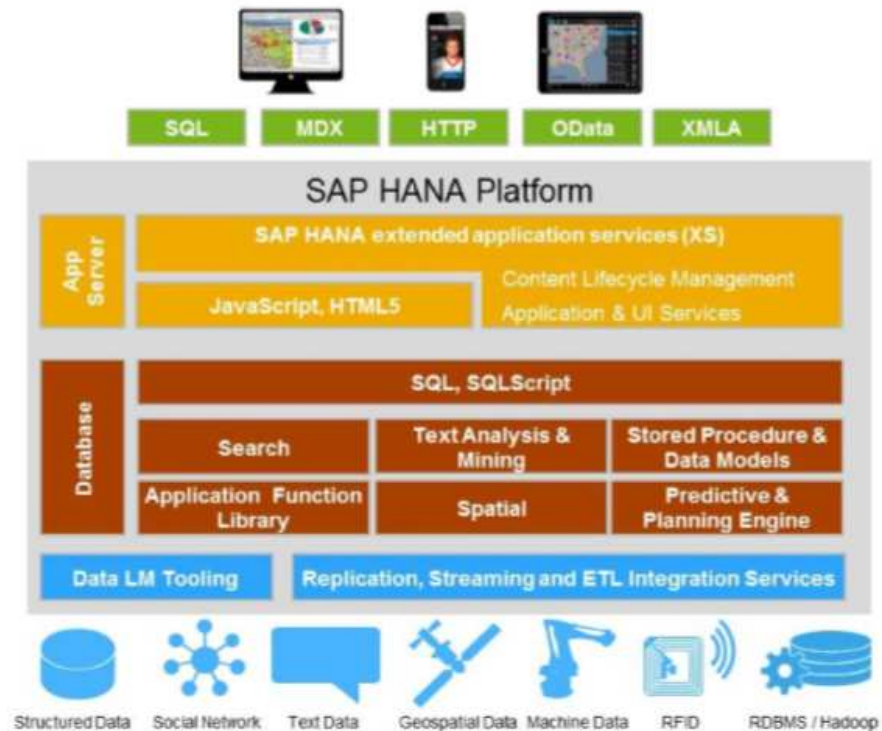 SQL
MDX
HTTP
OData
XMLA
SAP HANA Platform
App
Server
SAP HANA extended application services (XS)
Content Lifecycle Management
JavaScript, HTML5
Application & UI Services
Database
SQL, SQLScript
Search
Text Analysis &
Mining
Stored Procedure &
Data Models
Application Function
Library
Spatial
Predictive &
Planning Engine
Data LM Tooling
Replication, Streaming and ETL Integration Services
Structured Data
Social Network
Text Data
Geospatial Data
Machine Data
RFID
RDBMS / Hadoop